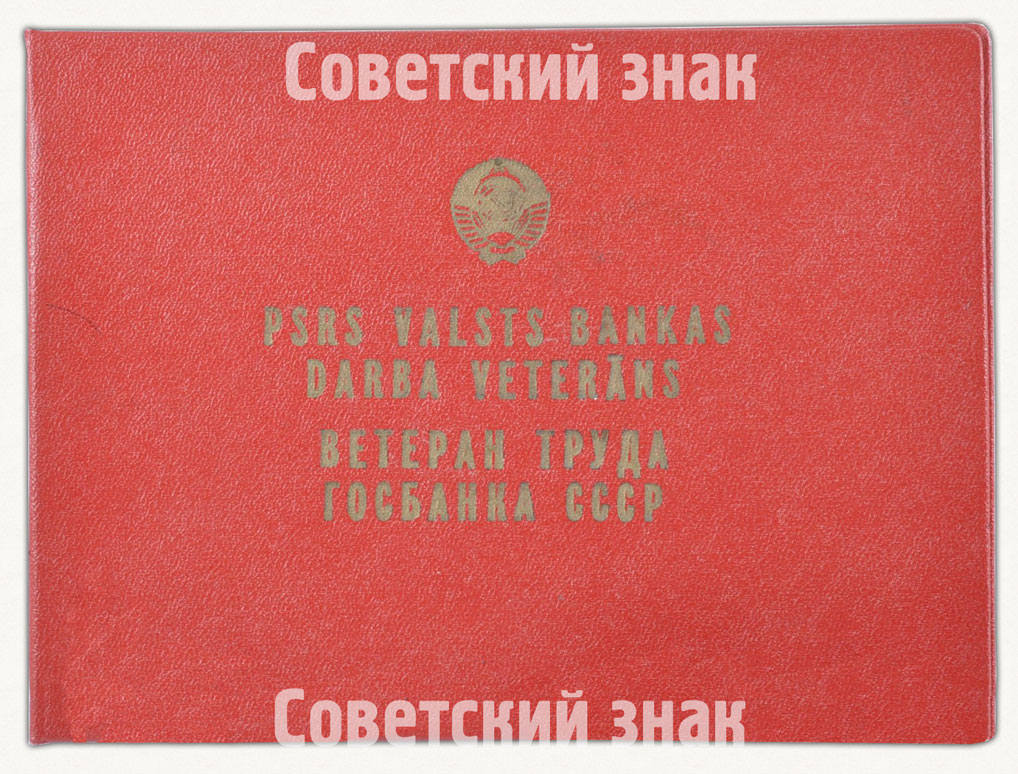 Советский знак
PSRS VALSTS BANKAS
DARBA VETERĀNS
ВЕТЕРАН ТРУДА
ГОСБАНКА СССР
Советский знак